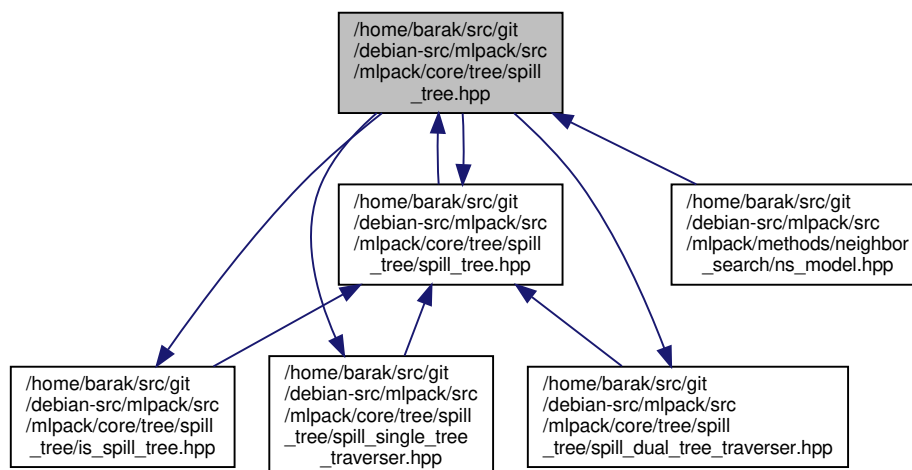 /home/barak/src/git
/debian-src/mlpack/src
/mlpack/core/tree/spill
_tree.hpp
/home/barak/src/git
/debian-src/mlpack/src
/mlpack/core/tree/spill
_tree/spill_tree.hpp
/home/barak/src/git
/debian-src/mlpack/src
/mlpack/methods/neighbor
_search/ns_model.hpp
/home/barak/src/git
/debian-src/mlpack/src
/mlpack/core/tree/spill
_tree/is_spill_tree.hpp
/home/barak/src/git
/debian-src/mlpack/src
/mlpack/core/tree/spill
_tree/spill_single_tree
_traverser.hpp
/home/barak/src/git
/debian-src/mlpack/src
/mlpack/core/tree/spill
_tree/spill_dual_tree_traverser.hpp